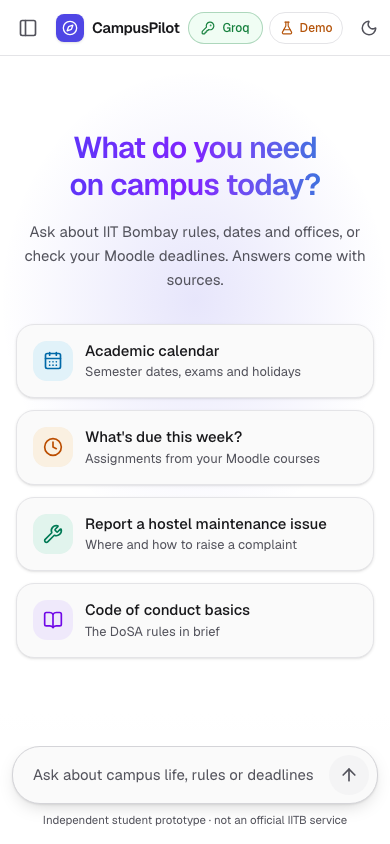 CampusPilot
Groq
Demo
What do you need
on campus today?
Ask about IIT Bombay rules, dates and offices, or
check your Moodle deadlines. Answers come with
sources.
Academic calendar
Semester dates, exams and holidays
What's due this week?
Assignments from your Moodle courses
Report a hostel maintenance issue
Where and how to raise a complaint
Code of conduct basics
The DoSA rules in brief
Ask about campus life, rules or deadlines
Independent student prototype · not an official IITB service